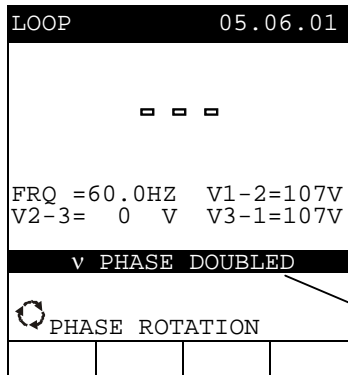 LOOP 05.06.01
- - -
FRQ =60.0HZ V1-2=107V
V2-3= 0 V V3-1=107V
ν PHASE DOUBLED
PHASE ROTATION